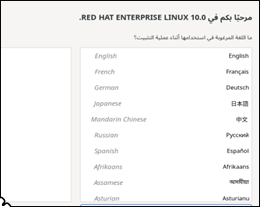 مرحبًا بكم في RED HAT ENTERPRISE LINUX 10.0.
ما اللغة المرغوبة في استخدامها أثناء عملية التثبيت؟
English English
French Français
German Deutsch
Japanese 日本語
Mandarin Chinese 中文
Russian Русский
Spanish Español
Afrikaans Afrikaans
Assamese অসমীয়া
Asturian Asturianu